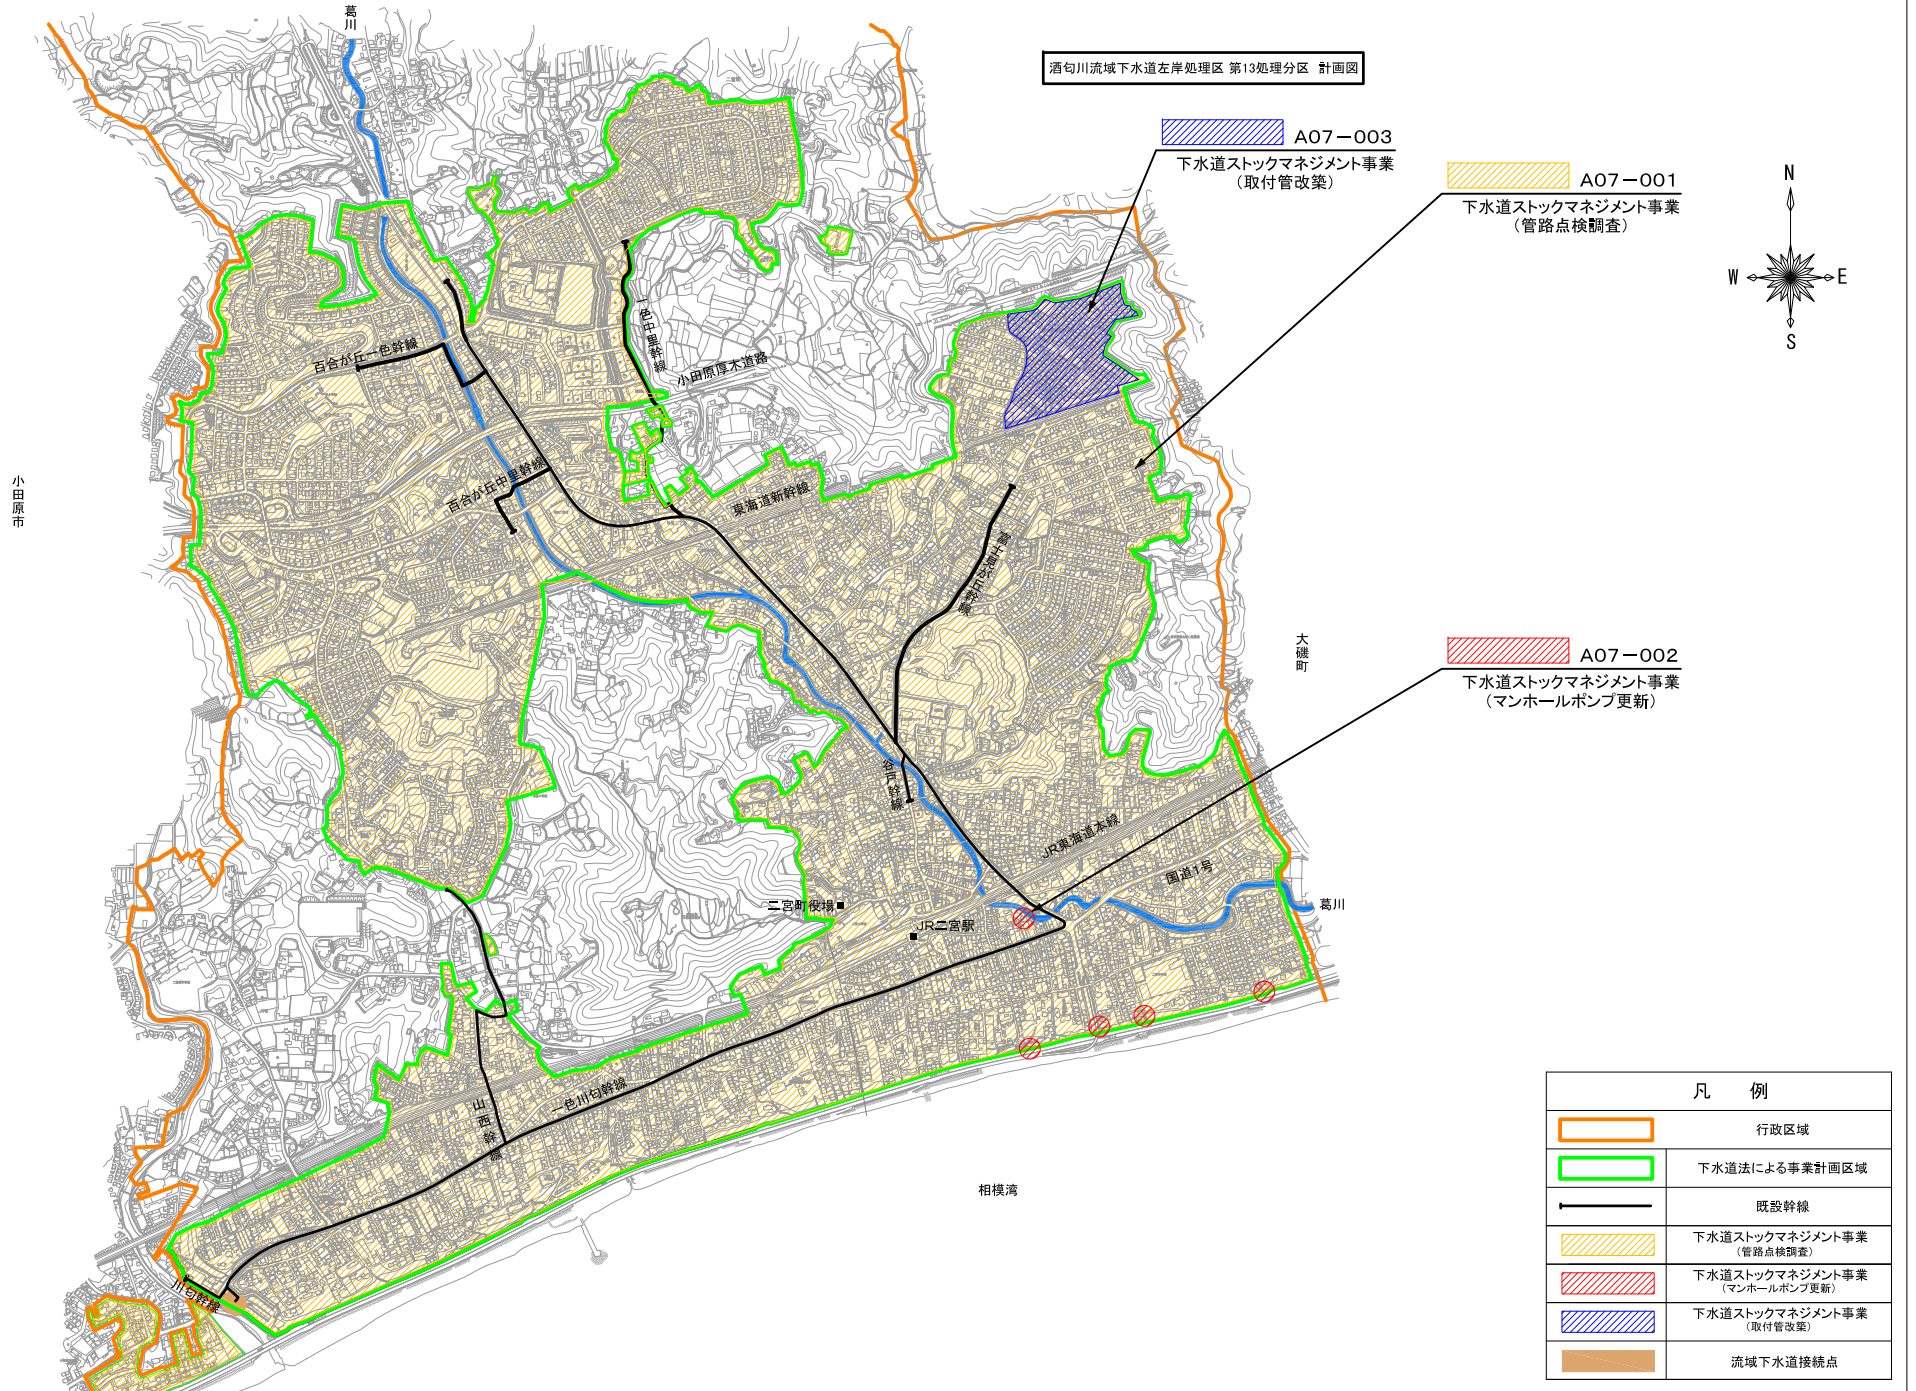 葛川
酒匂川流域下水道左岸処理区 第13処理分区 計画図
A07-003
下水道ストックマネジメント事業
(取付管改築)
A07-001
下水道ストックマネジメント事業
(管路点検調査)
N
W
E
S
一色中里幹線
百合が丘一色幹線
小田原厚木道路
小田原市
百合が丘中里幹線
東海道新幹線
富士見が丘幹線
大磯町
A07-002
下水道ストックマネジメント事業
(マンホールポンプ更新)
谷戸幹線
JR東海道本線
国道1号
二宮町役場
葛川
JR二宮駅
山西幹線
一色川匂幹線
相模湾
川匂幹線
凡 例
行政区域
下水道法による事業計画区域
既設幹線
下水道ストックマネジメント事業
(管路点検調査)
下水道ストックマネジメント事業
(マンホールポンプ更新)
下水道ストックマネジメント事業
(取付管改築)
流域下水道接続点